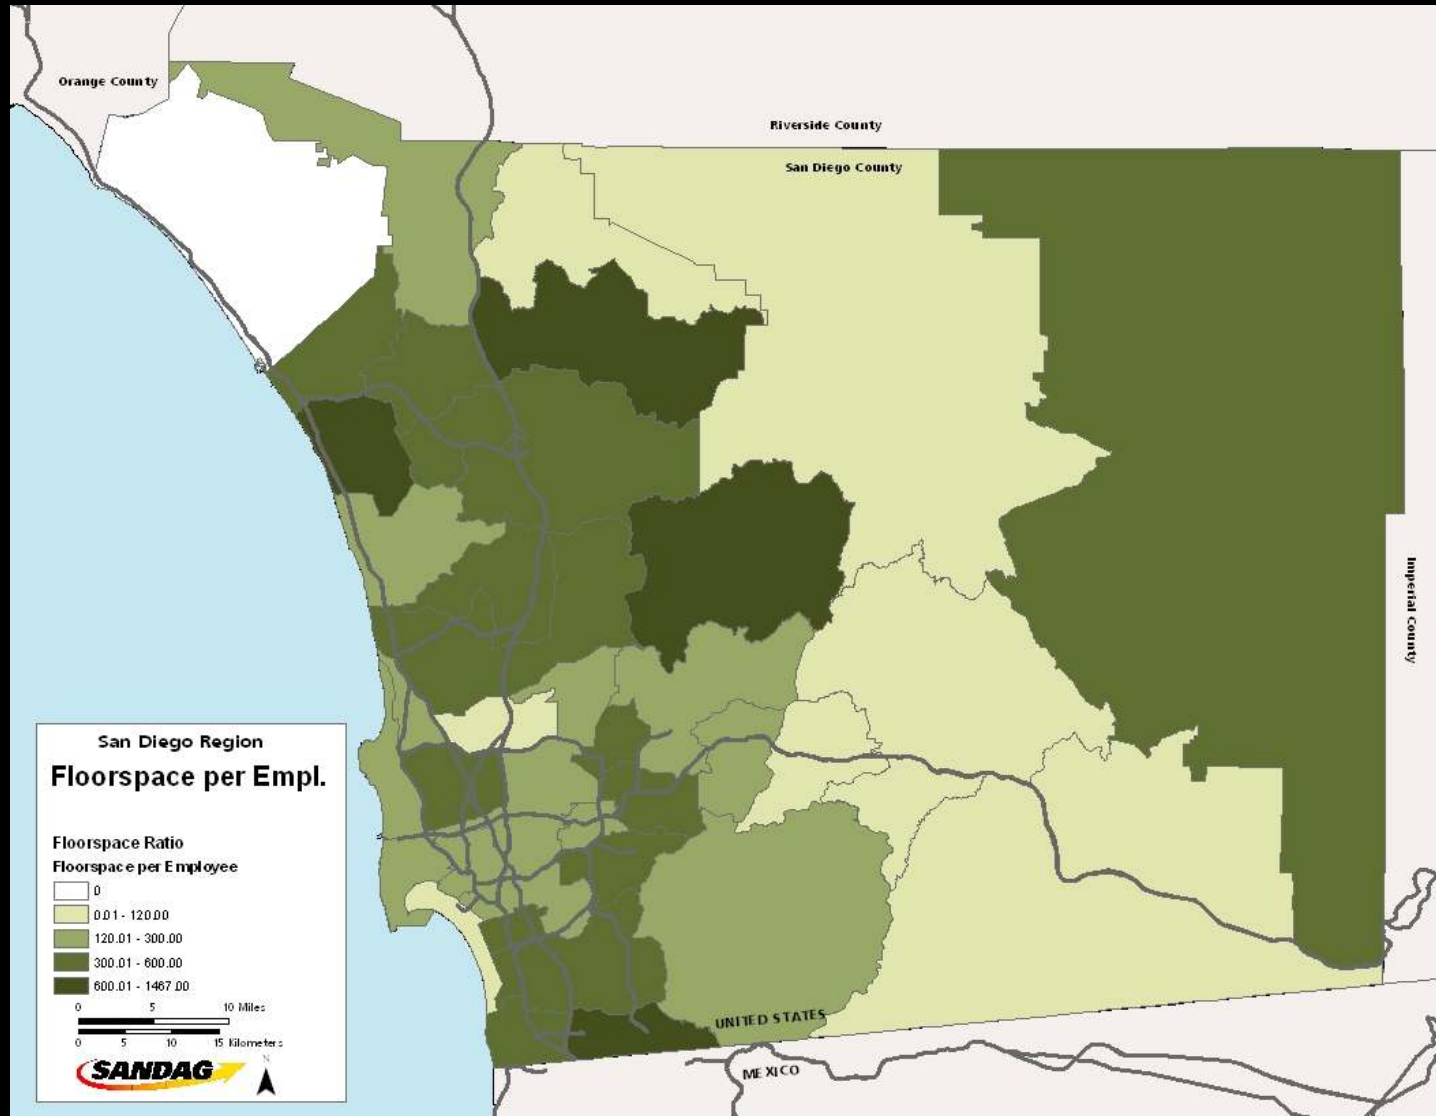 Orange County
Riverside County
San Diego County
Imperial County
San Diego Region
Floorspace per Empl.
Floorspace Ratio
Floorspace per Employee
0
0.01 - 120.00
120.01 - 300.00
300.01 - 600.00
600.01 - 1467.00
0 5 10 Miles
0 5 10 15 Kilometers
SANDAG
N
UNITED STATES
MEXICO